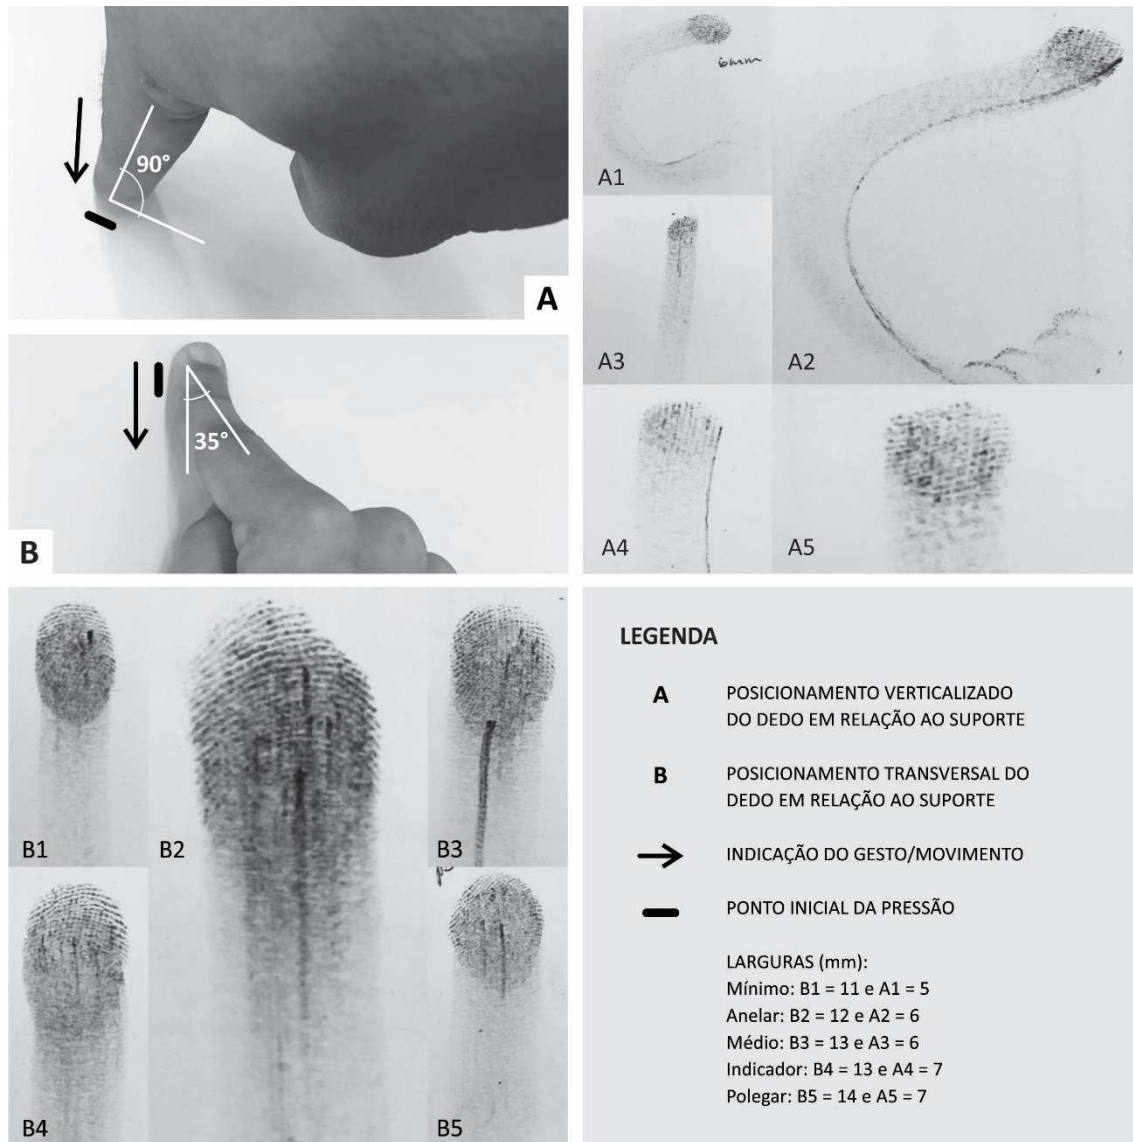 90°
A
35°
B
A1
6mm
A2
A3
A4
A5
B1
B2
B3
B4
B5
LEGENDA
A POSICIONAMENTO VERTICALIZADO
DO DEDO EM RELAÇÃO AO SUPORTE
B POSICIONAMENTO TRANSVERSAL DO
DEDO EM RELAÇÃO AO SUPORTE
INDICAÇÃO DO GESTO/MOVIMENTO
PONTO INICIAL DA PRESSÃO
LARGURAS (mm):
Mínimo: B1 = 11 e A1 = 5
Anelar: B2 = 12 e A2 = 6
Médio: B3 = 13 e A3 = 6
Indicador: B4 = 13 e A4 = 7
Polegar: B5 = 14 e A5 = 7